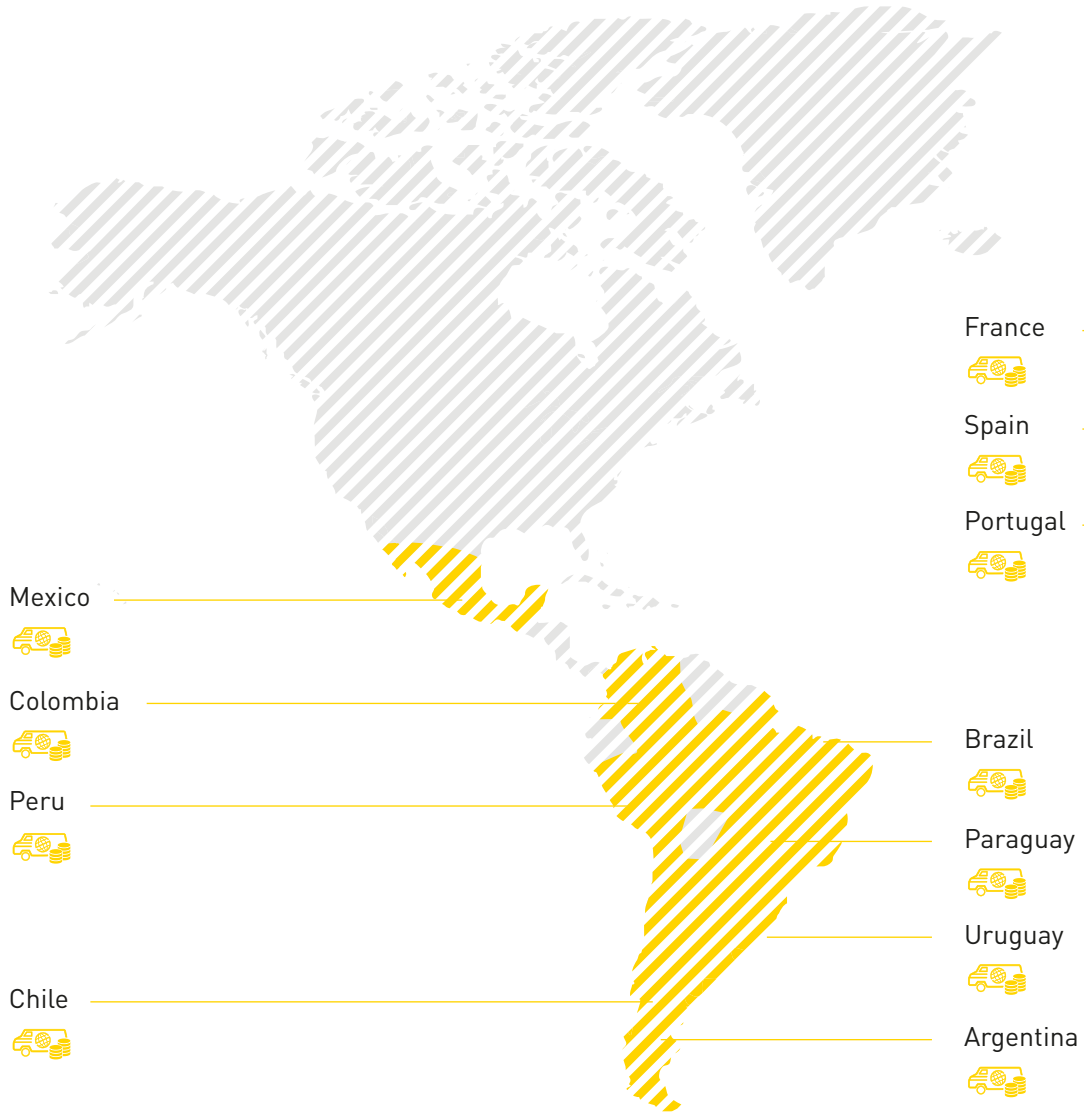 France
Spain
Portugal
Mexico
Colombia
Peru
Chile
Brazil
Paraguay
Uruguay
Argentina